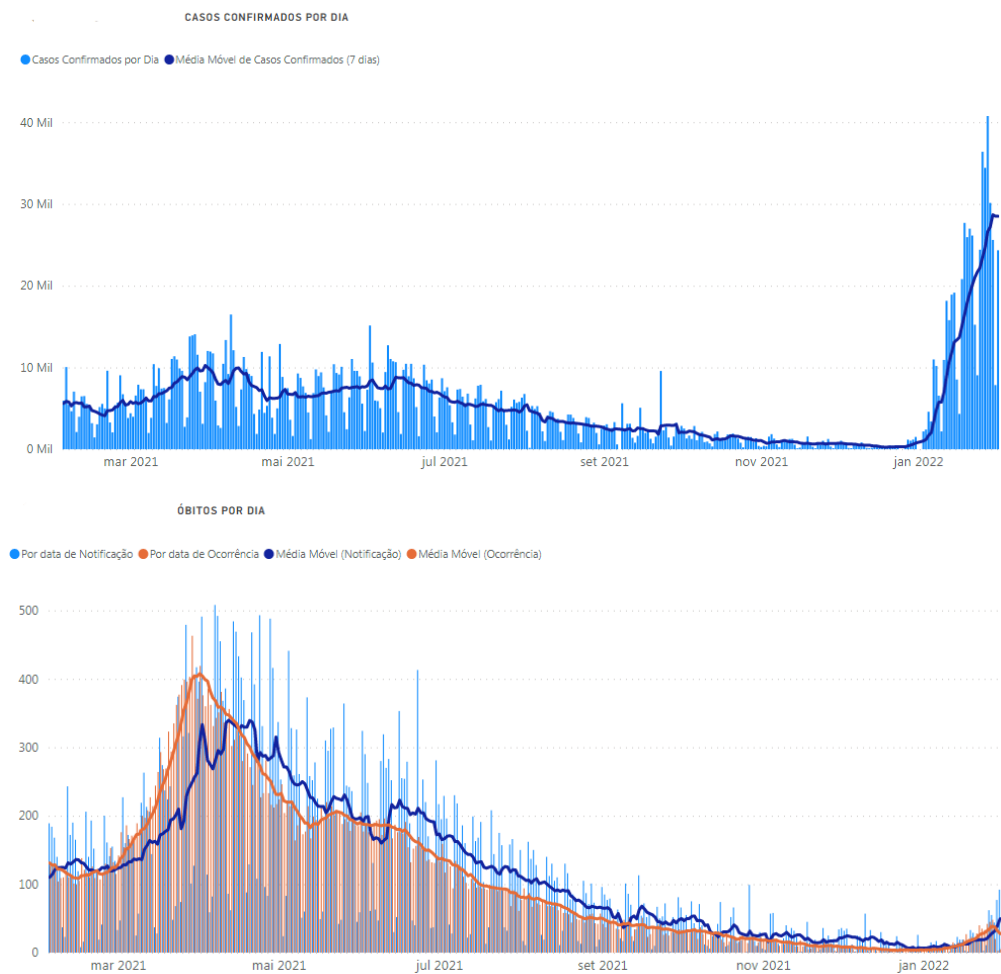 CASOS CONFIRMADOS POR DIA
Casos Confirmados por Dia Média Móvel de Casos Confirmados (7 dias)
40 Mil
30 Mil
20 Mil
10 Mil
0 Mil
mar 2021 mai 2021 jul 2021 set 2021 nov 2021 jan 2022
ÓBITOS POR DIA
Por data de Notificação Por data de Ocorrência Média Móvel (Notificação) Média Móvel (Ocorrência)
500
400
300
200
100
0
mar 2021 mai 2021 jul 2021 set 2021 nov 2021 jan 2022